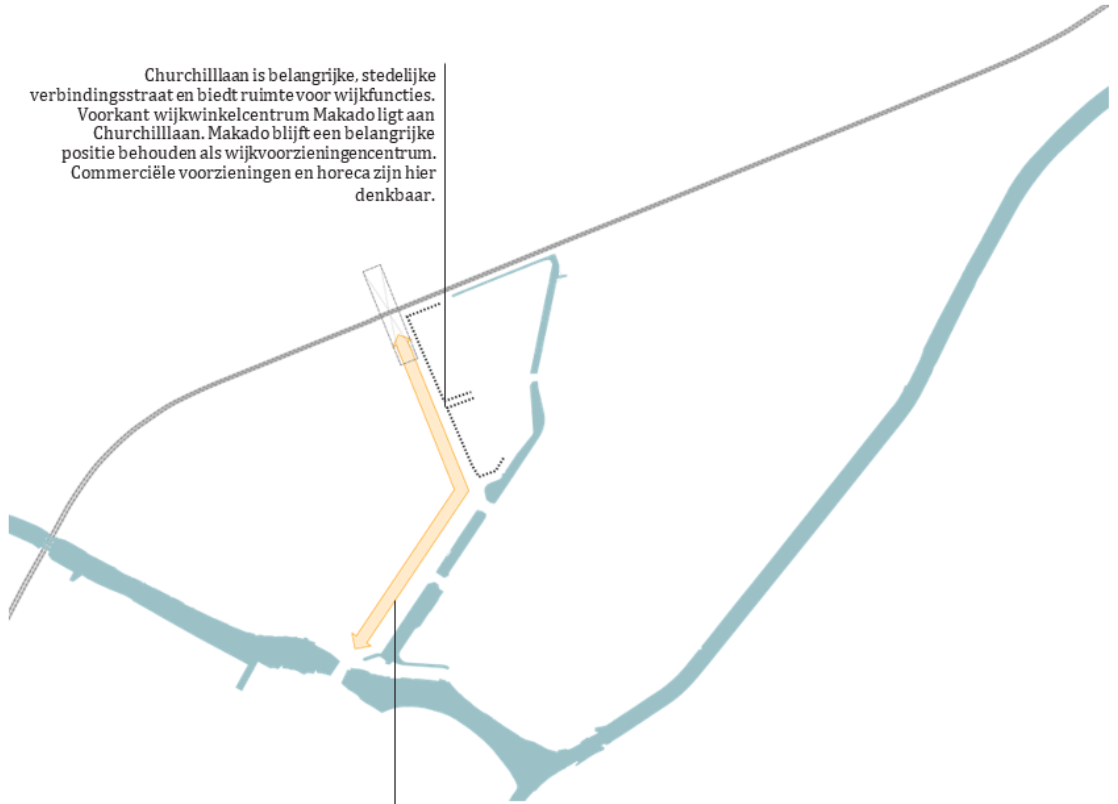 Churchilllaan is belangrijke, stedelijke
verbindingsstraat en biedt ruimte voor wijkfuncties.
Voorkant wijkwinkelcentrum Makado ligt aan
Churchilllaan. Makado blijft een belangrijke
positie behouden als wijkvoorzieningencentrum.
Commerciële voorzieningen en horeca zijn hier
denkbaar.